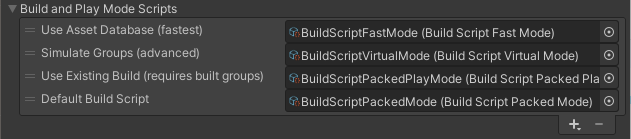 Build and Play Mode Scripts
Use Asset Database (fastest) BuildScriptFastMode (Build Script Fast Mode)
Simulate Groups (advanced) BuildScriptVirtualMode (Build Script Virtual Mode)
Use Existing Build (requires built groups) BuildScriptPackedPlayMode (Build Script Packed Pla
Default Build Script BuildScriptPackedMode (Build Script Packed Mode)